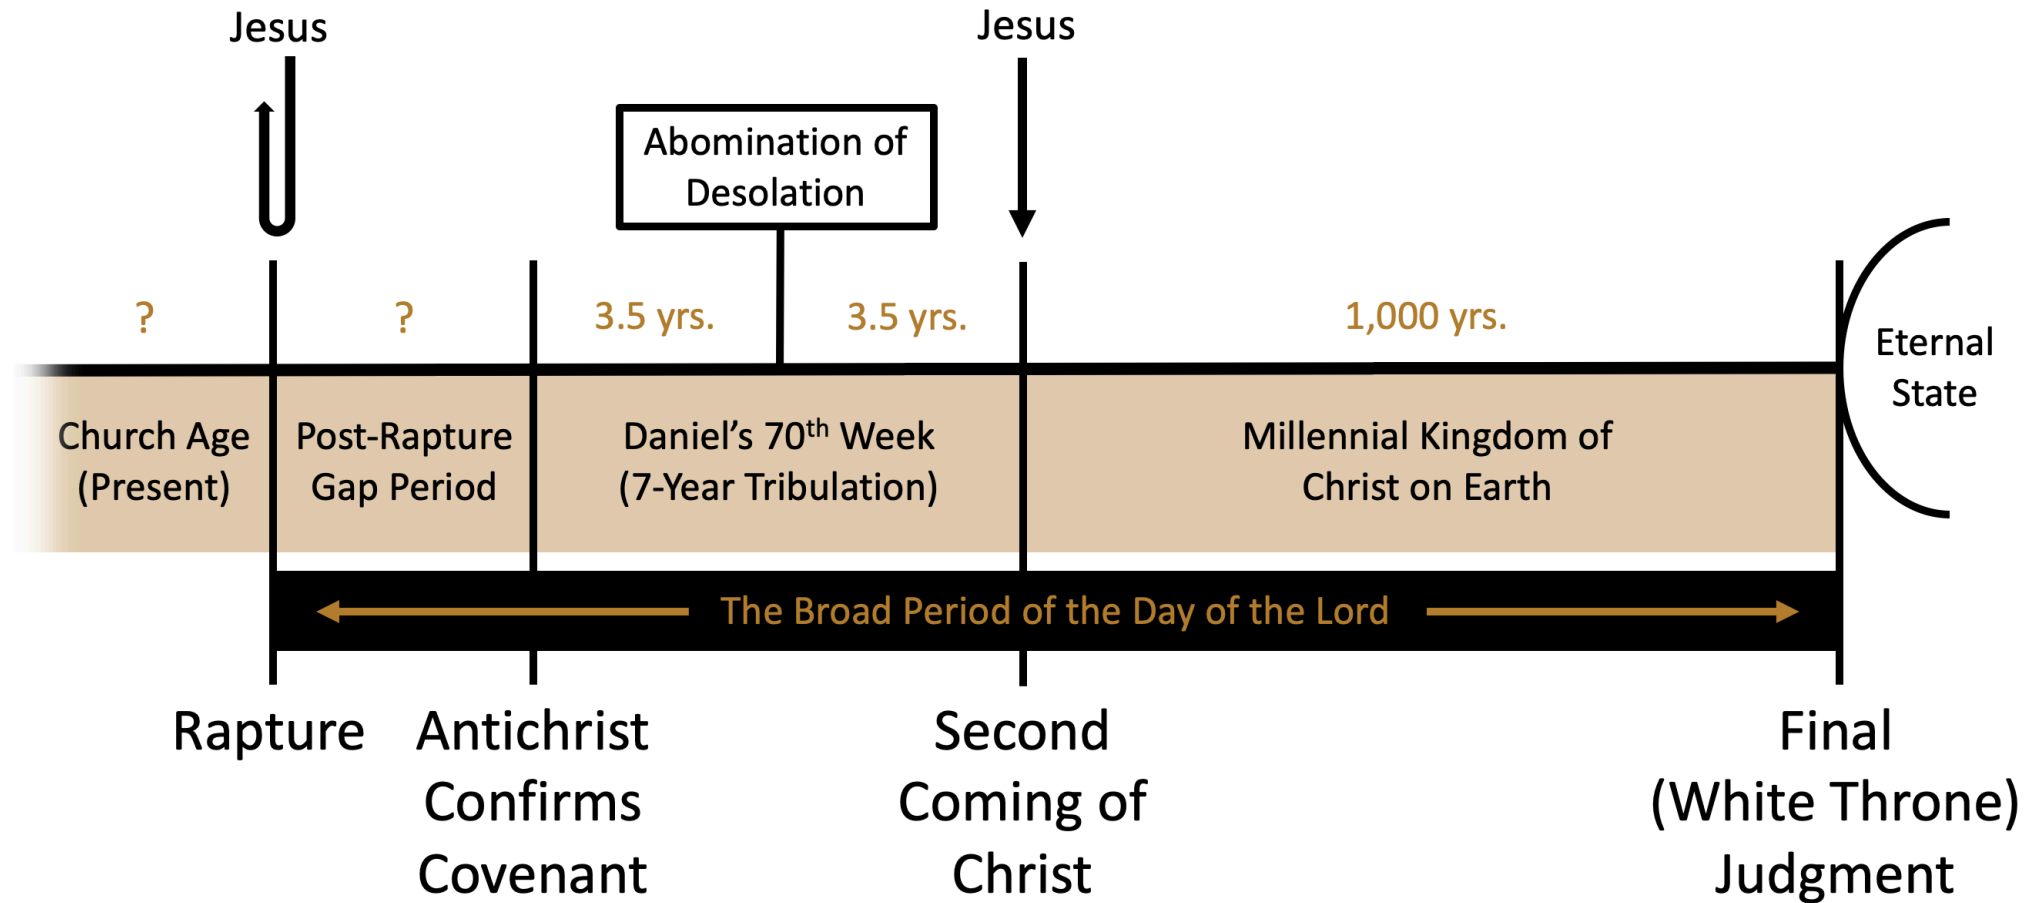 Jesus
Jesus
Abomination of
Desolation
?
?
3.5 yrs.
3.5 yrs.
1,000 yrs.
Eternal
State
Church Age
(Present)
Post-Rapture
Gap Period
Daniel’s 70th Week
(7-Year Tribulation)
Millennial Kingdom of
Christ on Earth
The Broad Period of the Day of the Lord
Rapture
Antichrist
Confirms
Covenant
Second
Coming of
Christ
Final
(White Throne)
Judgment